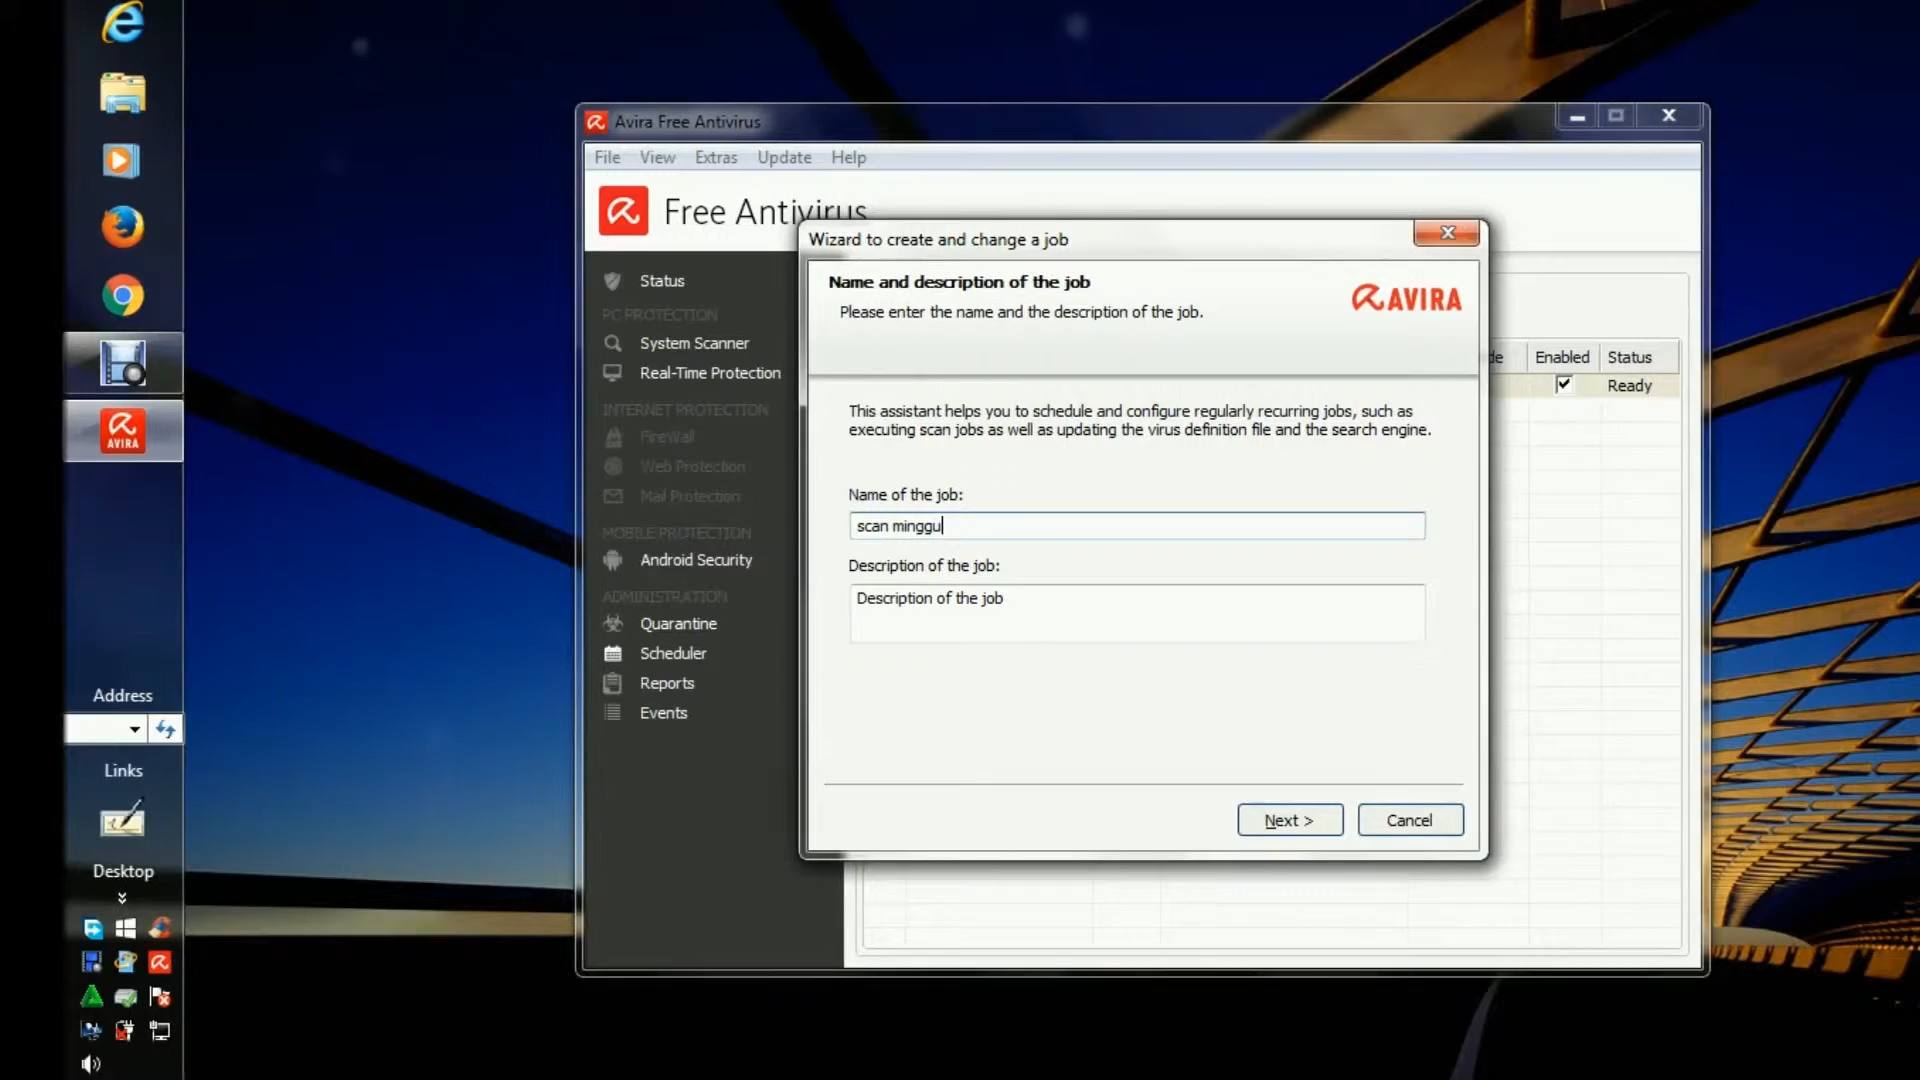 Avira Free Antivirus
File View Extras Update Help
Free Antivirus
Wizard to create and change a job
Name and description of the job
Please enter the name and the description of the job.
AVIRA
Status
PC PROTECTION
System Scanner
Real-Time Protection
INTERNET PROTECTION
FireWall
Web Protection
Mail Protection
MOBILE PROTECTION
Android Security
ADMINISTRATION
Quarantine
Scheduler
Reports
Events
This assistant helps you to schedule and configure regularly recurring jobs, such as
executing scan jobs as well as updating the virus definition file and the search engine.
Name of the job:
scan minggu
Description of the job:
Description of the job
Next >
Cancel
de Enabled Status
Ready
AVIRA
Address
Links
Desktop